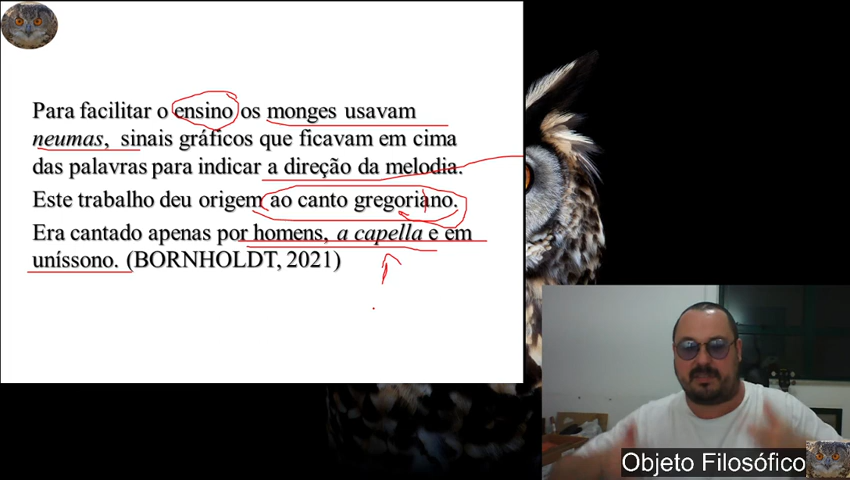 Para facilitar o ensino os monges usavam
neumas, sinais gráficos que ficavam em cima
das palavras para indicar a direção da melodia.
Este trabalho deu origem ao canto gregoriano.
Era cantado apenas por homens, a capella e em
uníssono. (BORNHOLDT, 2021)
Objeto Filosófico